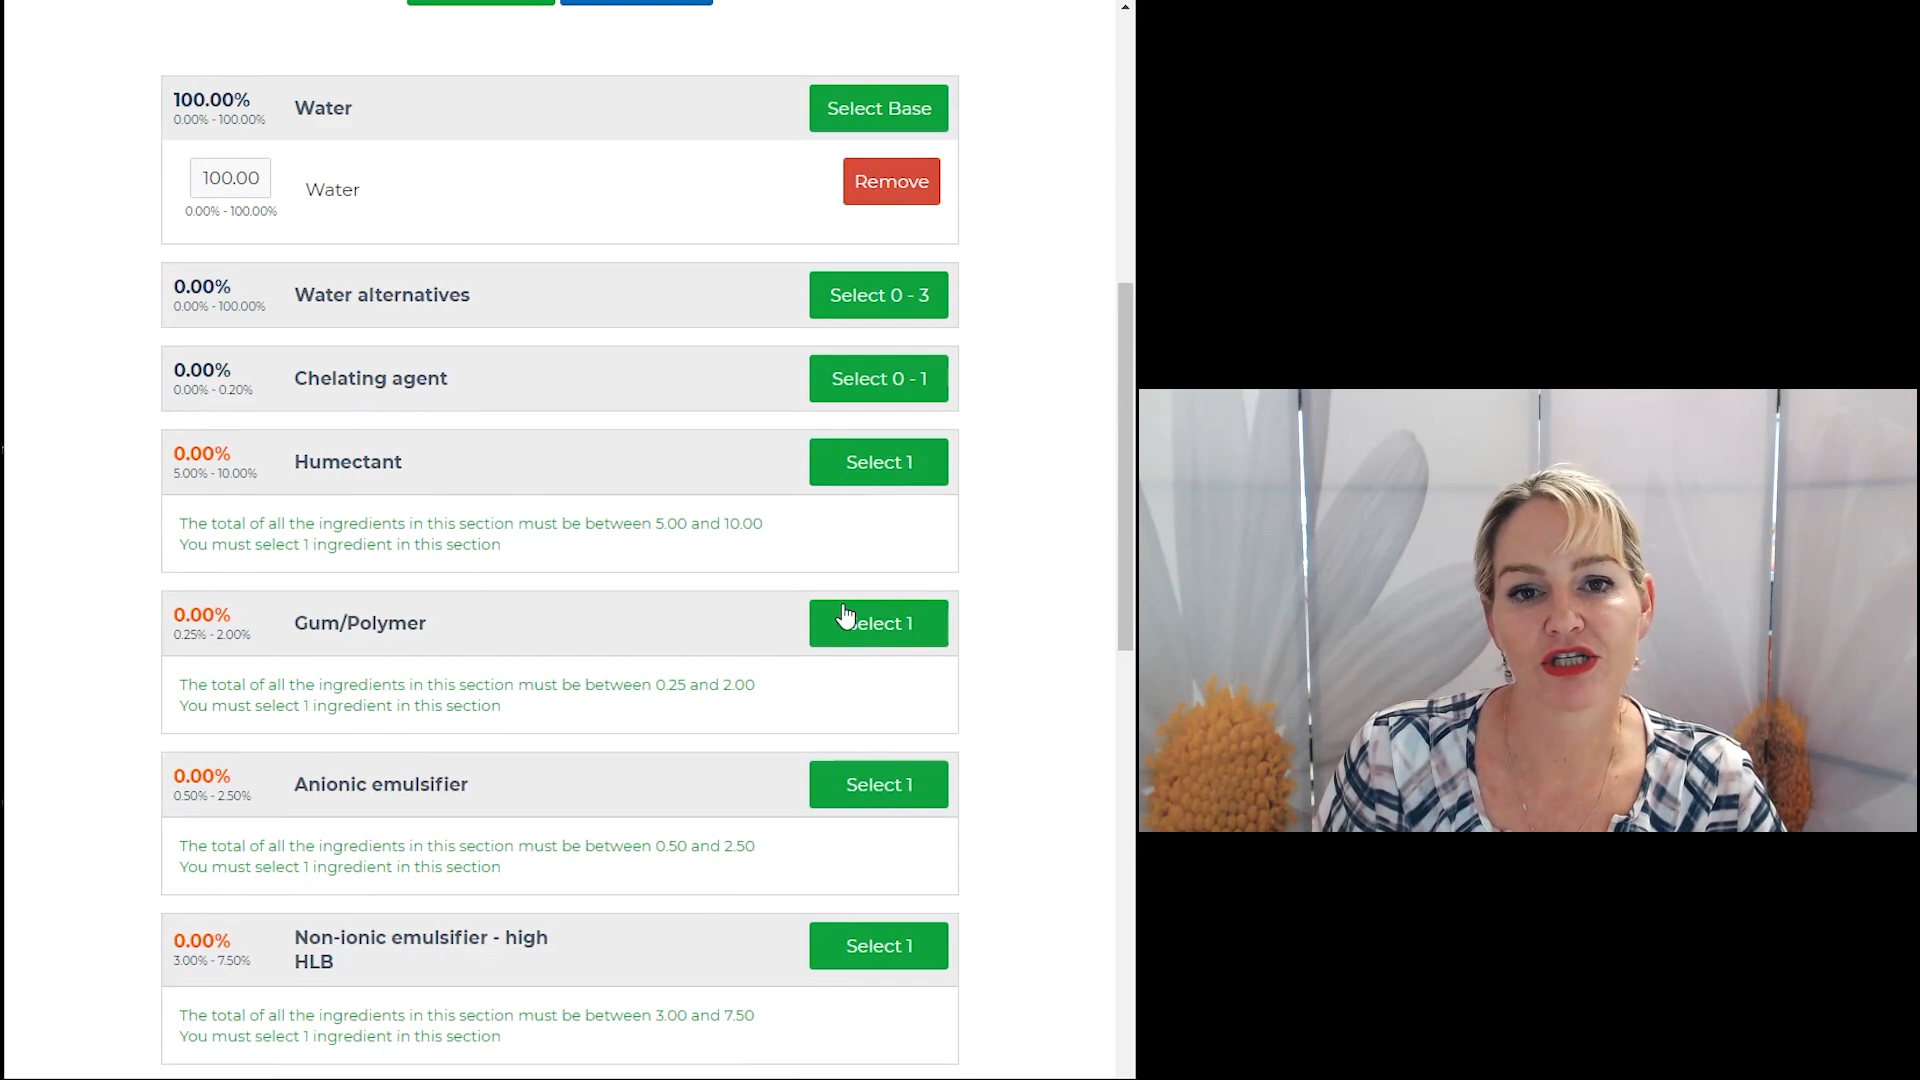 100.00%
0.00% - 100.00%
Water
Select Base
100.00
0.00% - 100.00%
Water
Remove
0.00%
0.00% - 100.00%
Water alternatives
Select 0 - 3
0.00%
0.00% - 0.20%
Chelating agent
Select 0 - 1
0.00%
5.00% - 10.00%
Humectant
Select 1
The total of all the ingredients in this section must be between 5.00 and 10.00
You must select 1 ingredient in this section
0.00%
0.25% - 2.00%
Gum/Polymer
Select 1
The total of all the ingredients in this section must be between 0.25 and 2.00
You must select 1 ingredient in this section
0.00%
0.50% - 2.50%
Anionic emulsifier
Select 1
The total of all the ingredients in this section must be between 0.50 and 2.50
You must select 1 ingredient in this section
0.00%
3.00% - 7.50%
Non-ionic emulsifier - high
HLB
Select 1
The total of all the ingredients in this section must be between 3.00 and 7.50
You must select 1 ingredient in this section